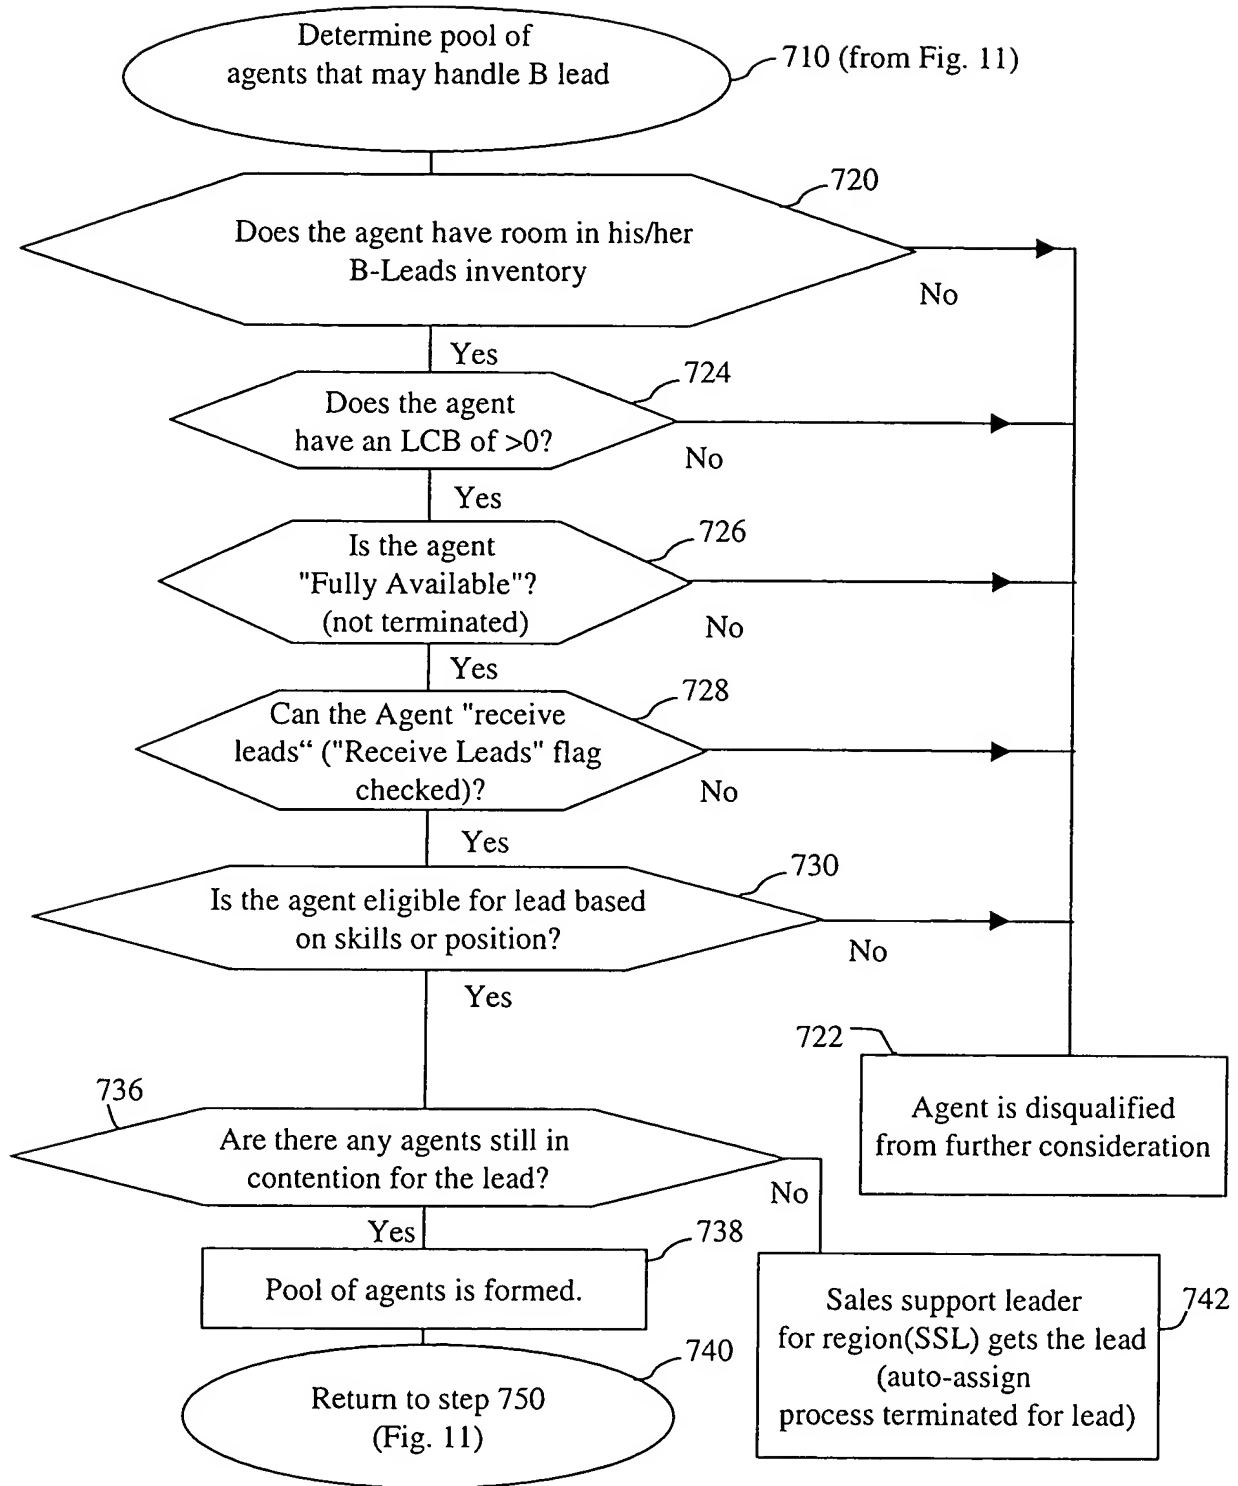 Determine pool of
agents that may handle B lead
710 (from Fig. 11)
720
Does the agent have room in his/her
B-Leads inventory
No
Yes
724
Does the agent
have an LCB of >0?
No
Yes
726
Is the agent
"Fully Available"?
(not terminated)
No
Yes
728
Can the Agent "receive
leads“ ("Receive Leads" flag
checked)?
No
Yes
730
Is the agent eligible for lead based
on skills or position?
No
Yes
722
Agent is disqualified
from further consideration
736
Are there any agents still in
contention for the lead?
No
Yes
738
Pool of agents is formed.
742
Sales support leader
for region(SSL) gets the lead
(auto-assign
process terminated for lead)
740
Return to step 750
(Fig. 11)